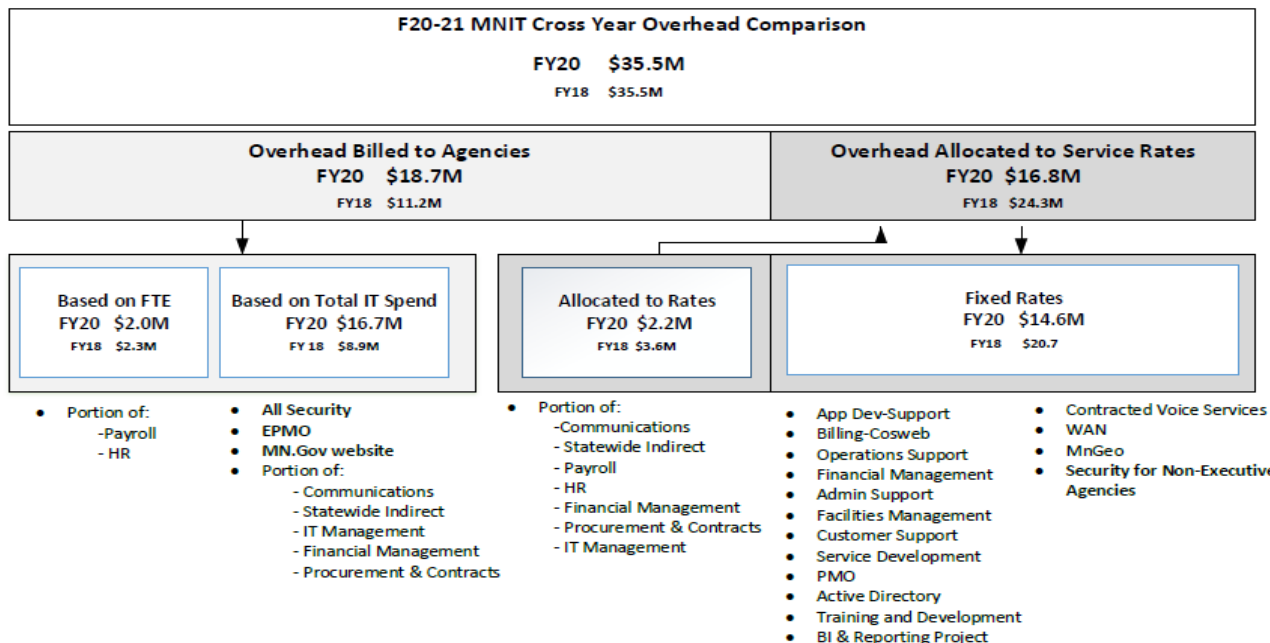 F20-21 MNIT Cross Year Overhead Comparison
FY20 $35.5M
FY18 $35.5M
Overhead Billed to Agencies
FY20 $18.7M
FY18 $11.2M
Overhead Allocated to Service Rates
FY20 $16.8M
FY18 $24.3M
Based on FTE
FY20 $2.0M
FY18 $2.3M
Based on Total IT Spend
FY20 $16.7M
FY 18 $8.9M
Allocated to Rates
FY20 $2.2M
FY18 $3.6M
Fixed Rates
FY20 $14.6M
FY18 $20.7
• Portion of:
-Payroll
- HR
• All Security
• EPMO
• MN.Gov website
• Portion of:
- Communications
- Statewide Indirect
- IT Management
- Financial Management
- Procurement & Contracts
• Portion of:
-Communications
- Statewide Indirect
- Payroll
- HR
- Financial Management
- Procurement & Contracts
- IT Management
• App Dev-Support
• Billing-Cosweb
• Operations Support
• Financial Management
• Admin Support
• Facilities Management
• Customer Support
• Service Development
• PMO
• Active Directory
• Training and Development
• BI & Reporting Project
• Contracted Voice Services
• WAN
• MnGeo
• Security for Non-Executive
Agencies